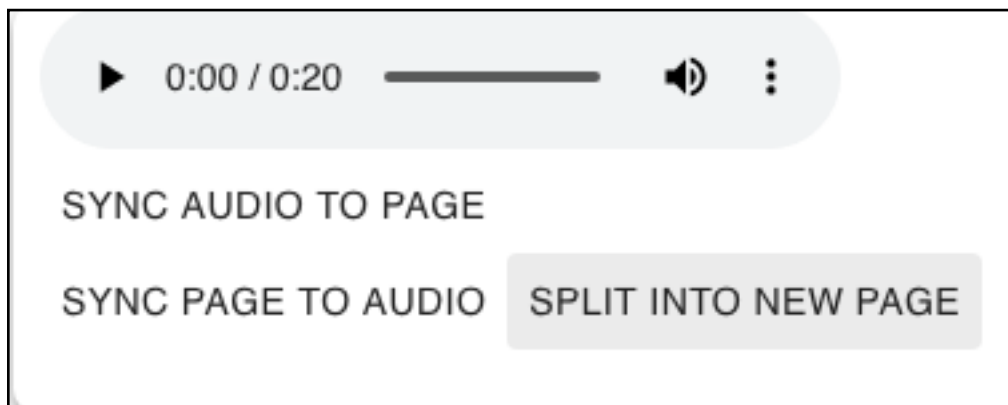 0:00 / 0:20
SYNC AUDIO TO PAGE
SYNC PAGE TO AUDIO SPLIT INTO NEW PAGE